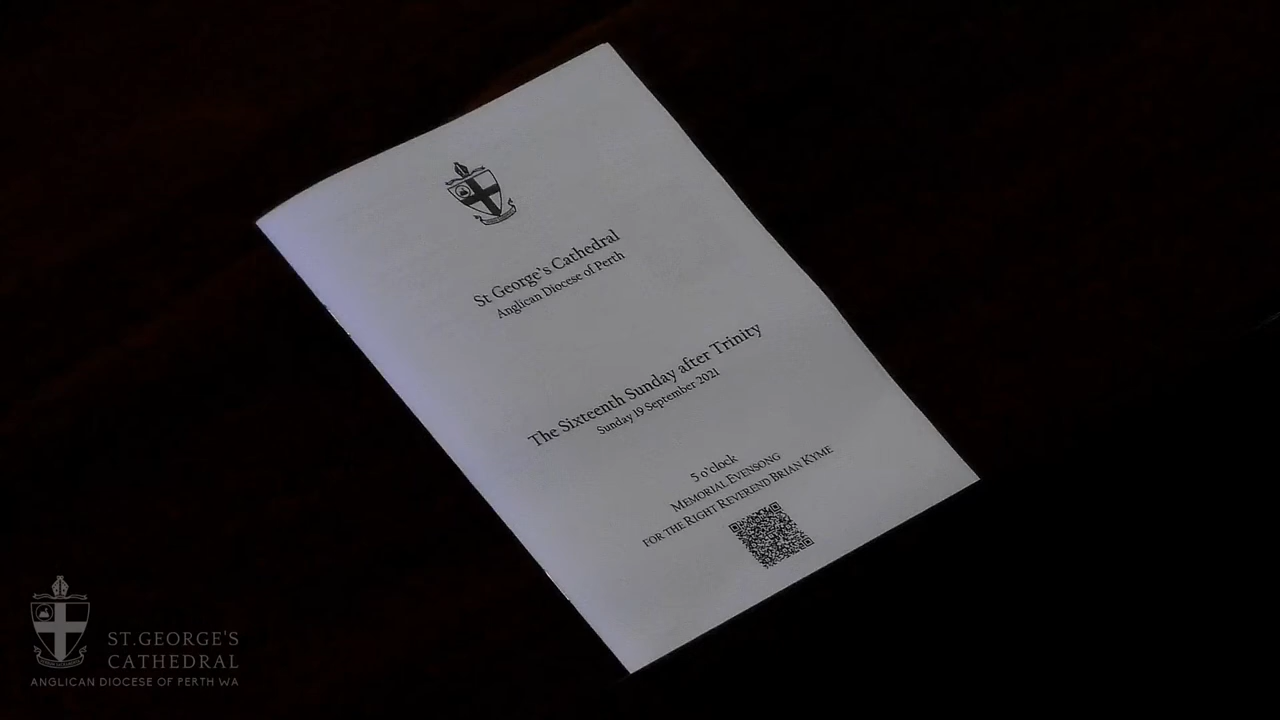 St George's Cathedral
Anglican Diocese of Perth
The Sixteenth Sunday after Trinity
Sunday 19 September 2021
5 o'clock
MEMORIAL EVENSONG
FOR THE RIGHT REVEREND BRIAN KYME
ST. GEORGE'S
CATHEDRAL
ANGLICAN DIOCESE OF PERTH WA